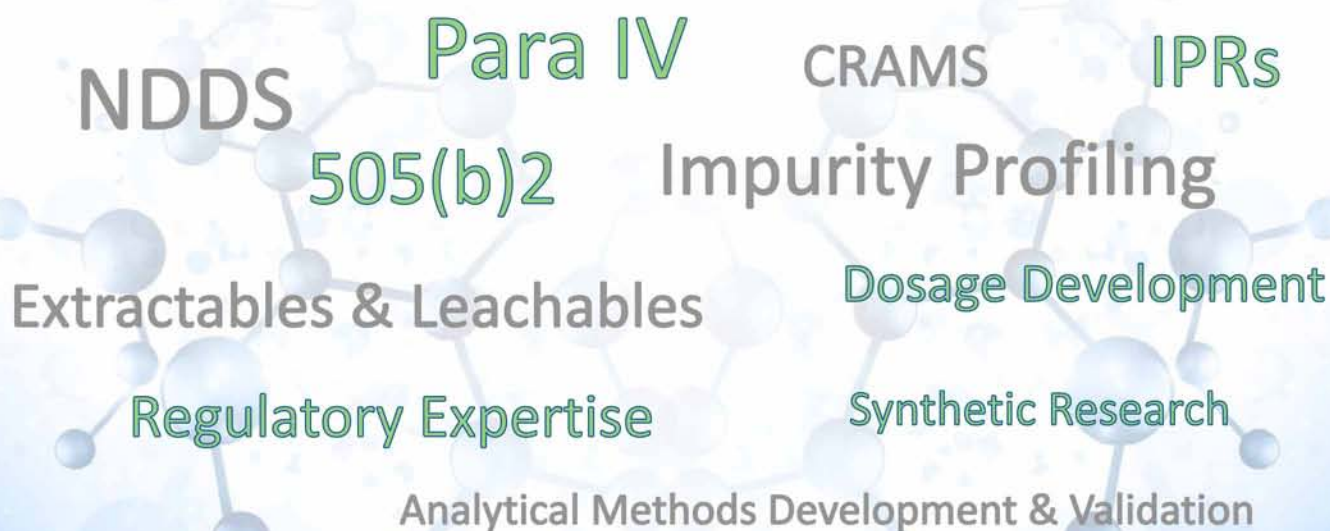 Para IV
CRAMS
IPRs
NDDS
505(b)2
Impurity Profiling
Extractables & Leachables
Dosage Development
Regulatory Expertise
Synthetic Research
Analytical Methods Development & Validation